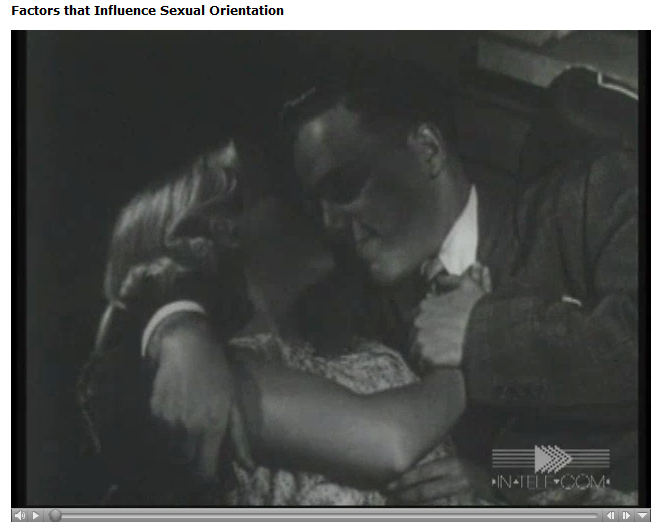 Factors that Influence Sexual Orientation
IN▲TELE▼COM